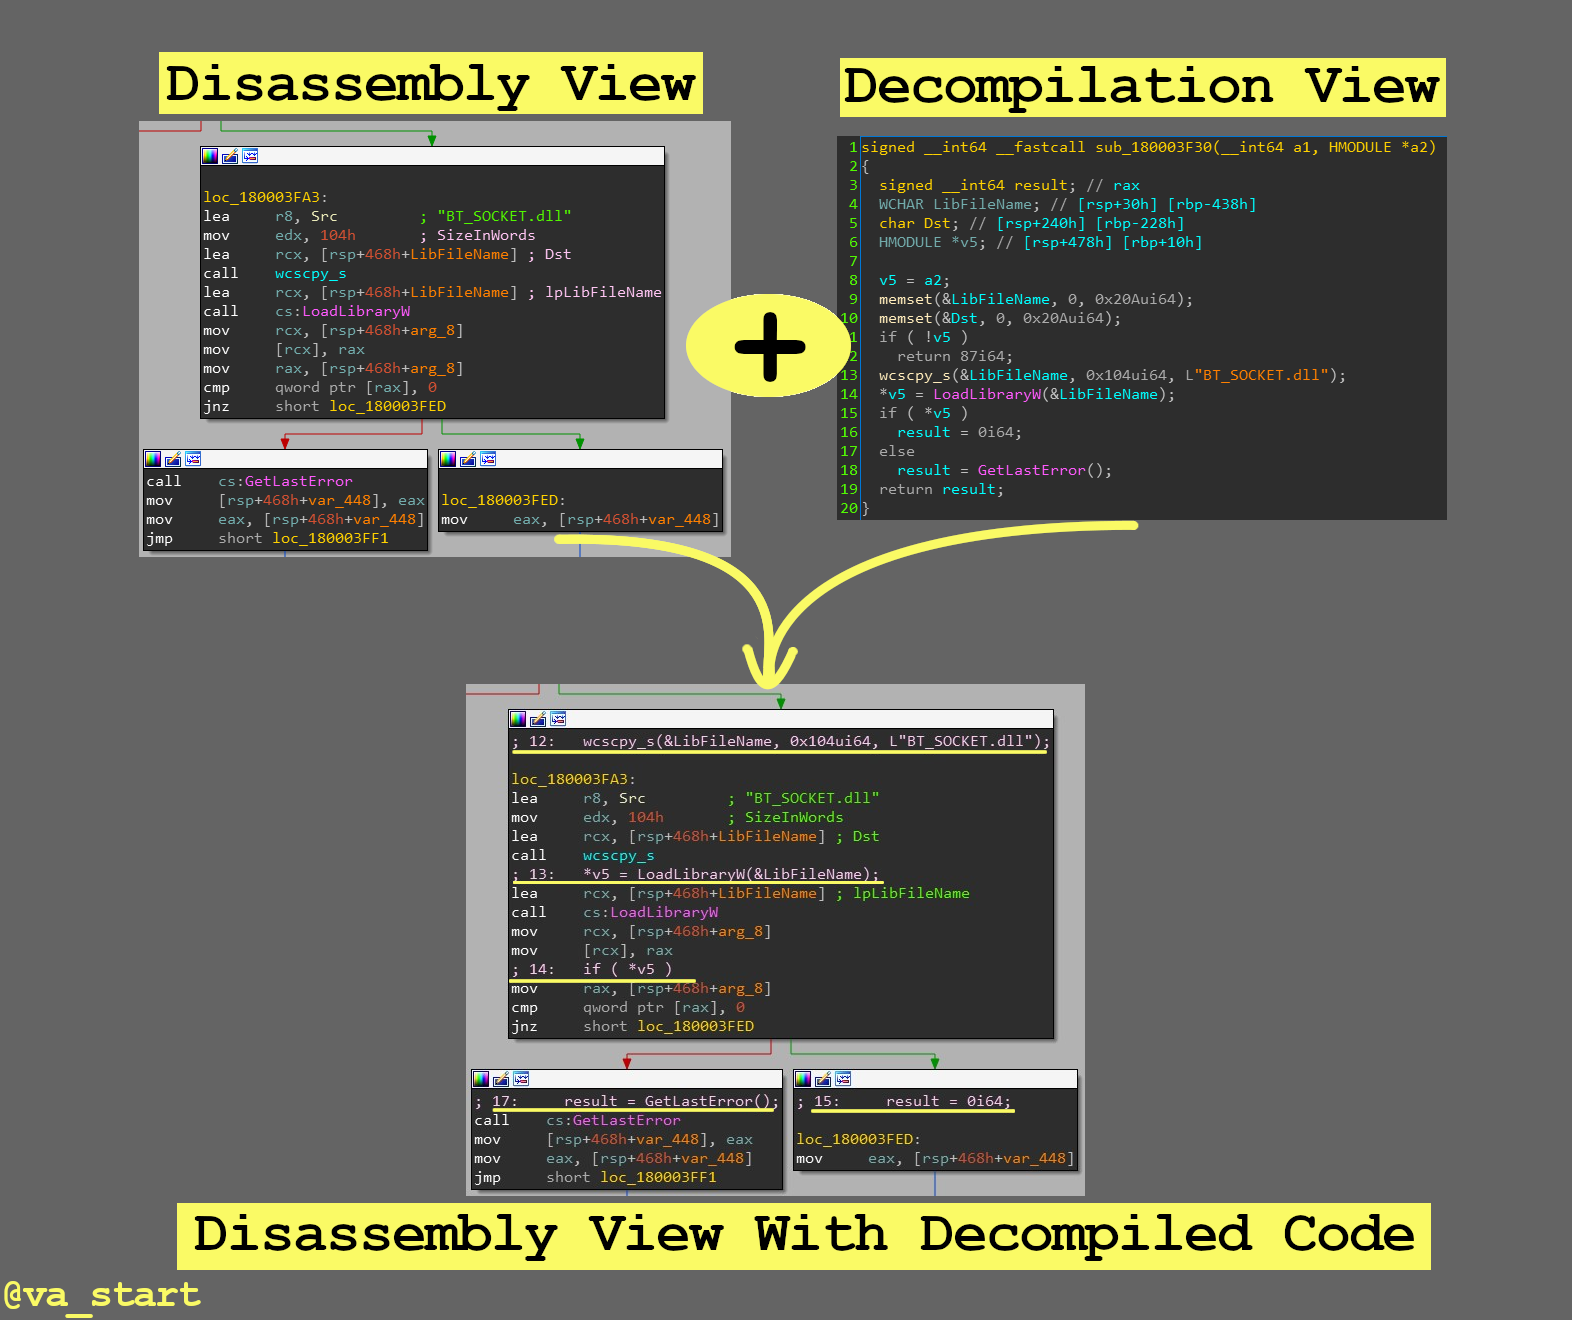 Disassembly View
loc_180003FA3:
lea r8, Src ; "BT_SOCKET.dll"
mov edx, 104h ; SizeInWords
lea rcx, [rsp+468h+LibFileName] ; Dst
call wcscpy_s
lea rcx, [rsp+468h+LibFileName] ; lpLibFileName
call cs:LoadLibraryW
mov rcx, [rsp+468h+arg_8]
mov [rcx], rax
mov rax, [rsp+468h+arg_8]
cmp qword ptr [rax], 0
jnz short loc_180003FED
call cs:GetLastError
mov [rsp+468h+var_448], eax
mov eax, [rsp+468h+var_448]
jmp short loc_180003FF1
loc_180003FED:
mov eax, [rsp+468h+var_448]
+
Decompilation View
1 signed __int64 __fastcall sub_180003F30(__int64 a1, HMODULE *a2)
2 {
3 signed __int64 result; // rax
4 WCHAR LibFileName; // [rsp+30h] [rbp-438h]
5 char Dst; // [rsp+240h] [rbp-228h]
6 HMODULE *v5; // [rsp+478h] [rbp+10h]
7
8 v5 = a2;
9 memset(&LibFileName, 0, 0x20Aui64);
10 memset(&Dst, 0, 0x20Aui64);
1 if ( !v5 )
2 return 87i64;
13 wcscpy_s(&LibFileName, 0x104ui64, L"BT_SOCKET.dll");
14 *v5 = LoadLibraryW(&LibFileName);
15 if ( *v5 )
16 result = 0i64;
17 else
18 result = GetLastError();
19 return result;
20 }
; 12: wcscpy_s(&LibFileName, 0x104ui64, L"BT_SOCKET.dll");
loc_180003FA3:
lea r8, Src ; "BT_SOCKET.dll"
mov edx, 104h ; SizeInWords
lea rcx, [rsp+468h+LibFileName] ; Dst
call wcscpy_s
; 13: *v5 = LoadLibraryW(&LibFileName);
lea rcx, [rsp+468h+LibFileName] ; lpLibFileName
call cs:LoadLibraryW
mov rcx, [rsp+468h+arg_8]
mov [rcx], rax
; 14: if ( *v5 )
mov rax, [rsp+468h+arg_8]
cmp qword ptr [rax], 0
jnz short loc_180003FED
; 17: result = GetLastError();
call cs:GetLastError
mov [rsp+468h+var_448], eax
mov eax, [rsp+468h+var_448]
jmp short loc_180003FF1
; 15: result = 0i64;
loc_180003FED:
mov eax, [rsp+468h+var_448]
Disassembly View With Decompiled Code
@va_start